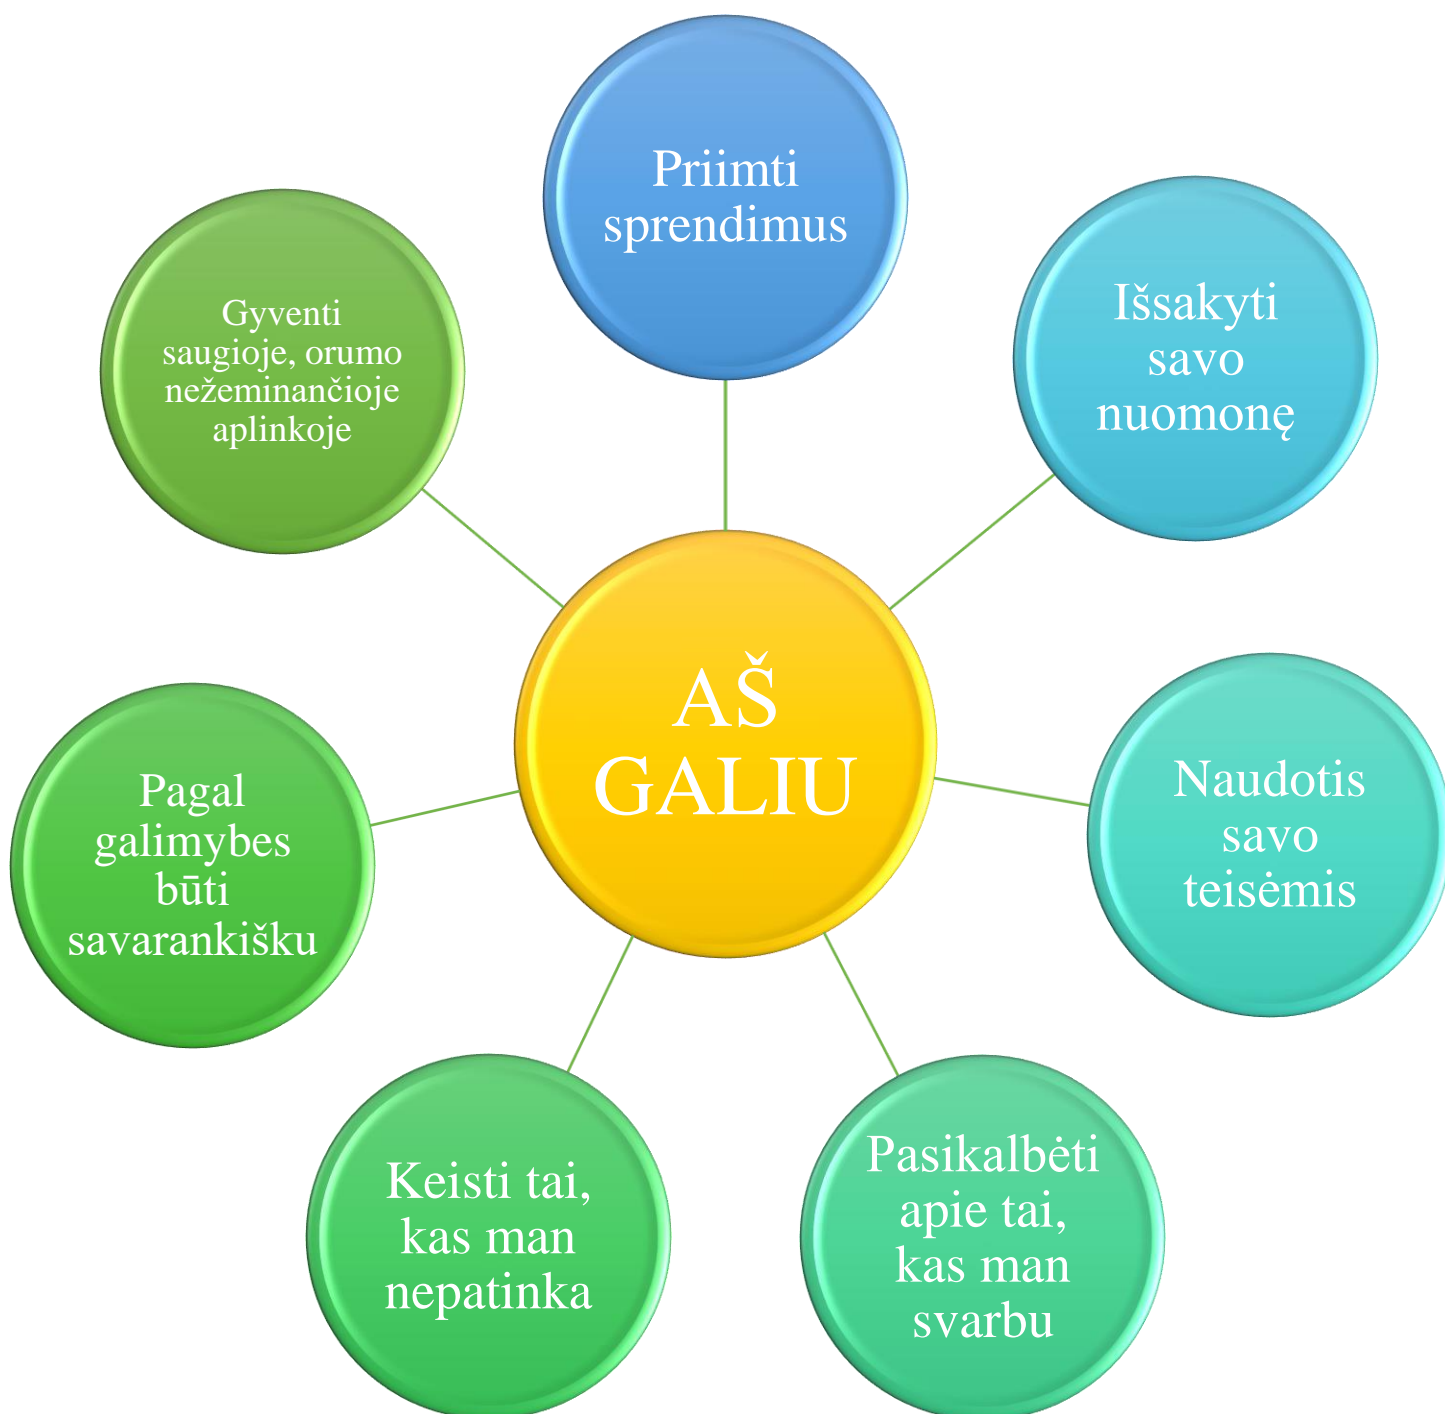 Priimti
sprendimus
Išsakyti
savo
nuomonę
Naudotis
savo
teisėmis
Pasikalbėti
apie tai,
kas man
svarbu
Keisti tai,
kas man
nepatinka
Pagal
galimybes
būti
savarankišku
Gyventi
saugioje, orumo
nežeminančioje
aplinkoje
AŠ
GALIU